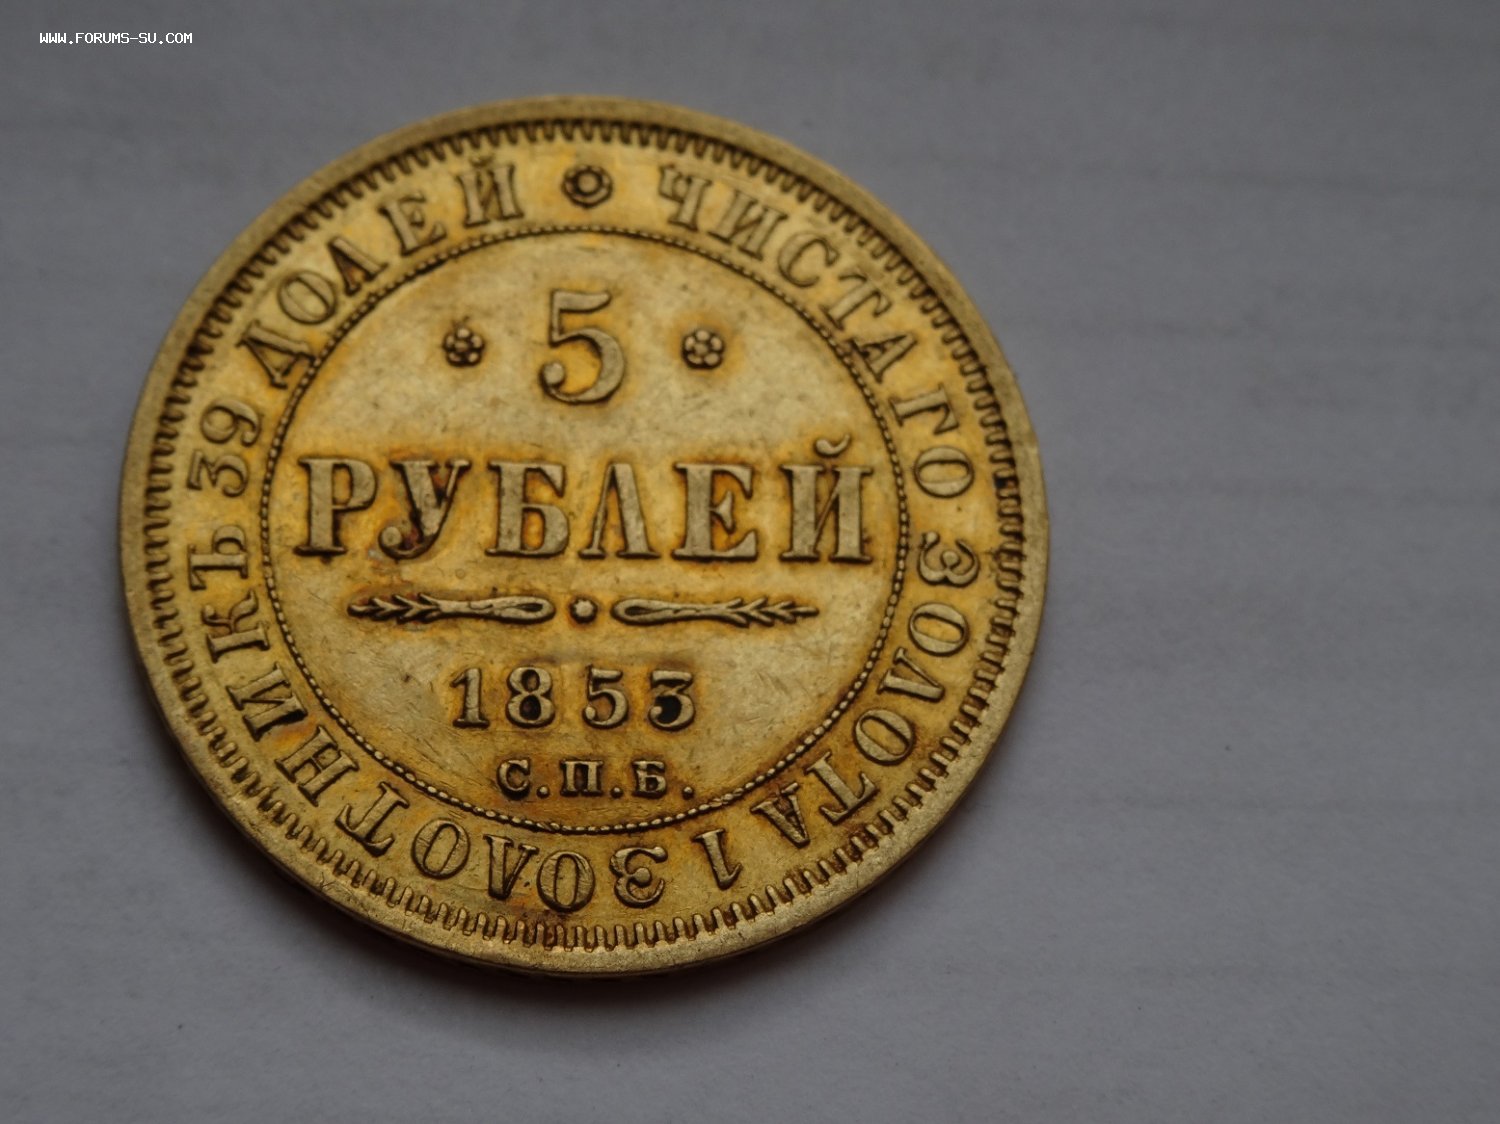 WWW.FORUMS-SU.COM
ЧИСТАГО ЗОЛОТА 1 ЗОЛОТНИКЪ 39 ДОЛЕЙ
5
РУБЛЕЙ
1853
С.П.Б.